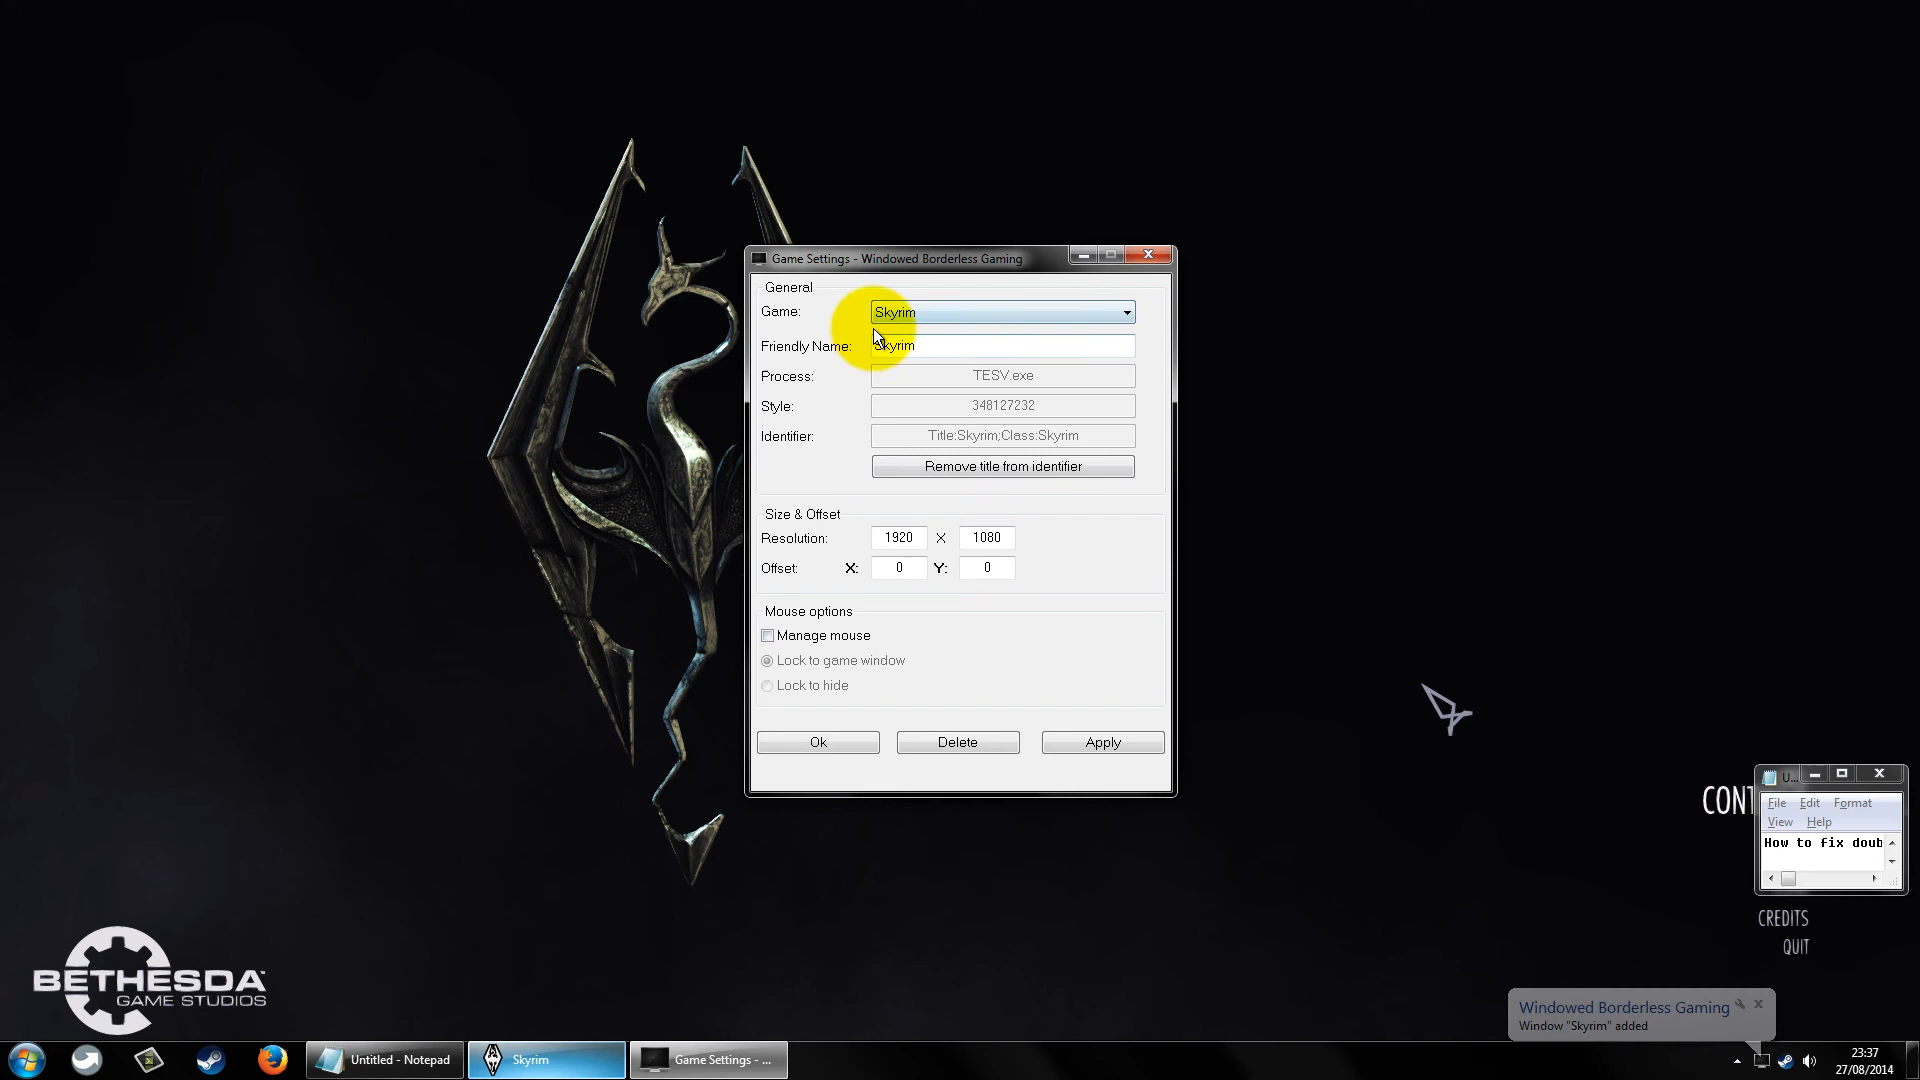 Game Settings - Windowed Borderless Gaming
General
Game:
Skyrim
Friendly Name:
Skyrim
Process:
TESV.exe
Style:
348127232
Identifier:
Title:Skyrim;Class:Skyrim
Remove title from identifier
Size & Offset
Resolution:
1920 X 1080
Offset: X: 0 Y: 0
Mouse options
Manage mouse
Lock to game window
Lock to hide
Ok
Delete
Apply
U...
File Edit Format
View Help
How to fix doub
CONT
CREDITS
QUIT
BETHESDA
GAME STUDIOS
Windowed Borderless Gaming
Window "Skyrim" added
Untitled - Notepad
Skyrim
Game Settings - ...
23:37
27/08/2014